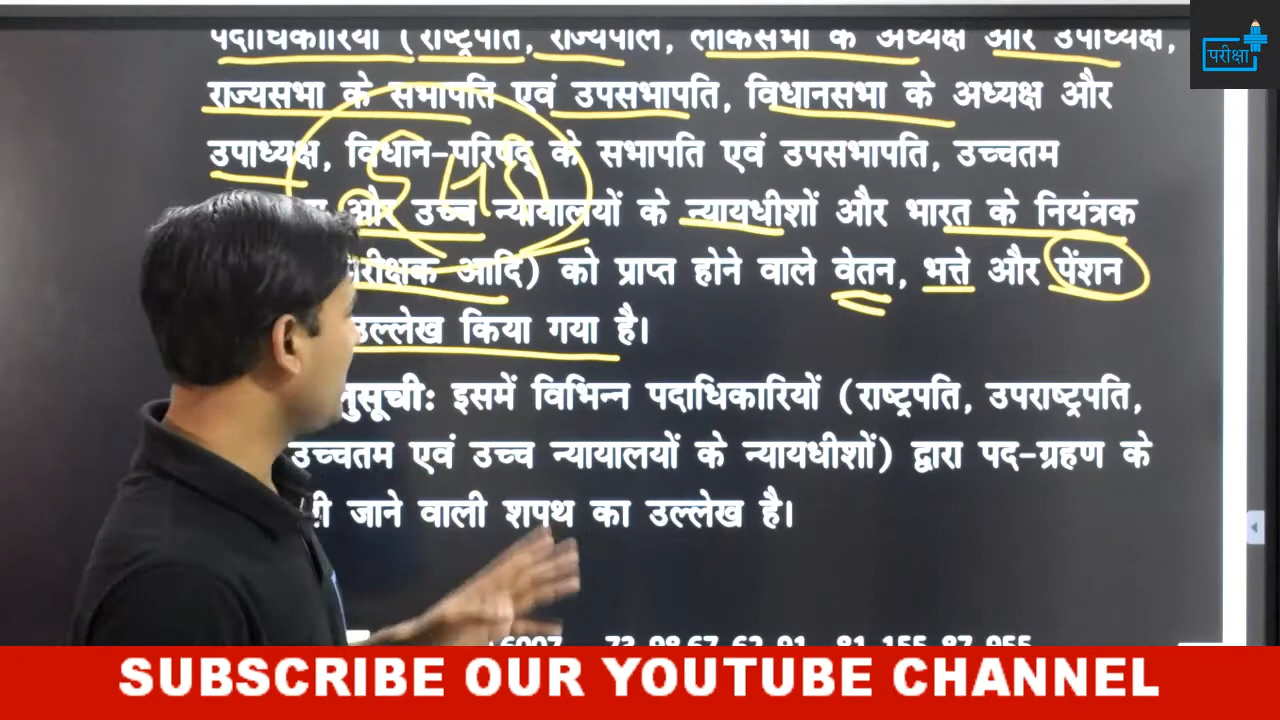 पदाधिकारियों (राष्ट्रपति, राज्यपाल, लोकसभा के अध्यक्ष और उपाध्यक्ष,
परीक्षा
राज्यसभा के सभापति एवं उपसभापति, विधानसभा के अध्यक्ष और
उपाध्यक्ष, विधान-परिषद् के सभापति एवं उपसभापति, उच्चतम
और उच्च न्यायालयों के न्यायधीशों और भारत के नियंत्रक
आदि) को प्राप्त होने वाले वेतन, भत्ते और पेंशन
उल्लेख किया गया है।
इसमें विभिन्न पदाधिकारियों (राष्ट्रपति, उपराष्ट्रपति,
उच्चतम एवं उच्च न्यायालयों के न्यायधीशों) द्वारा पद-ग्रहण के
जाने वाली शपथ का उल्लेख है।
SUBSCRIBE OUR YOUTUBE CHANNEL